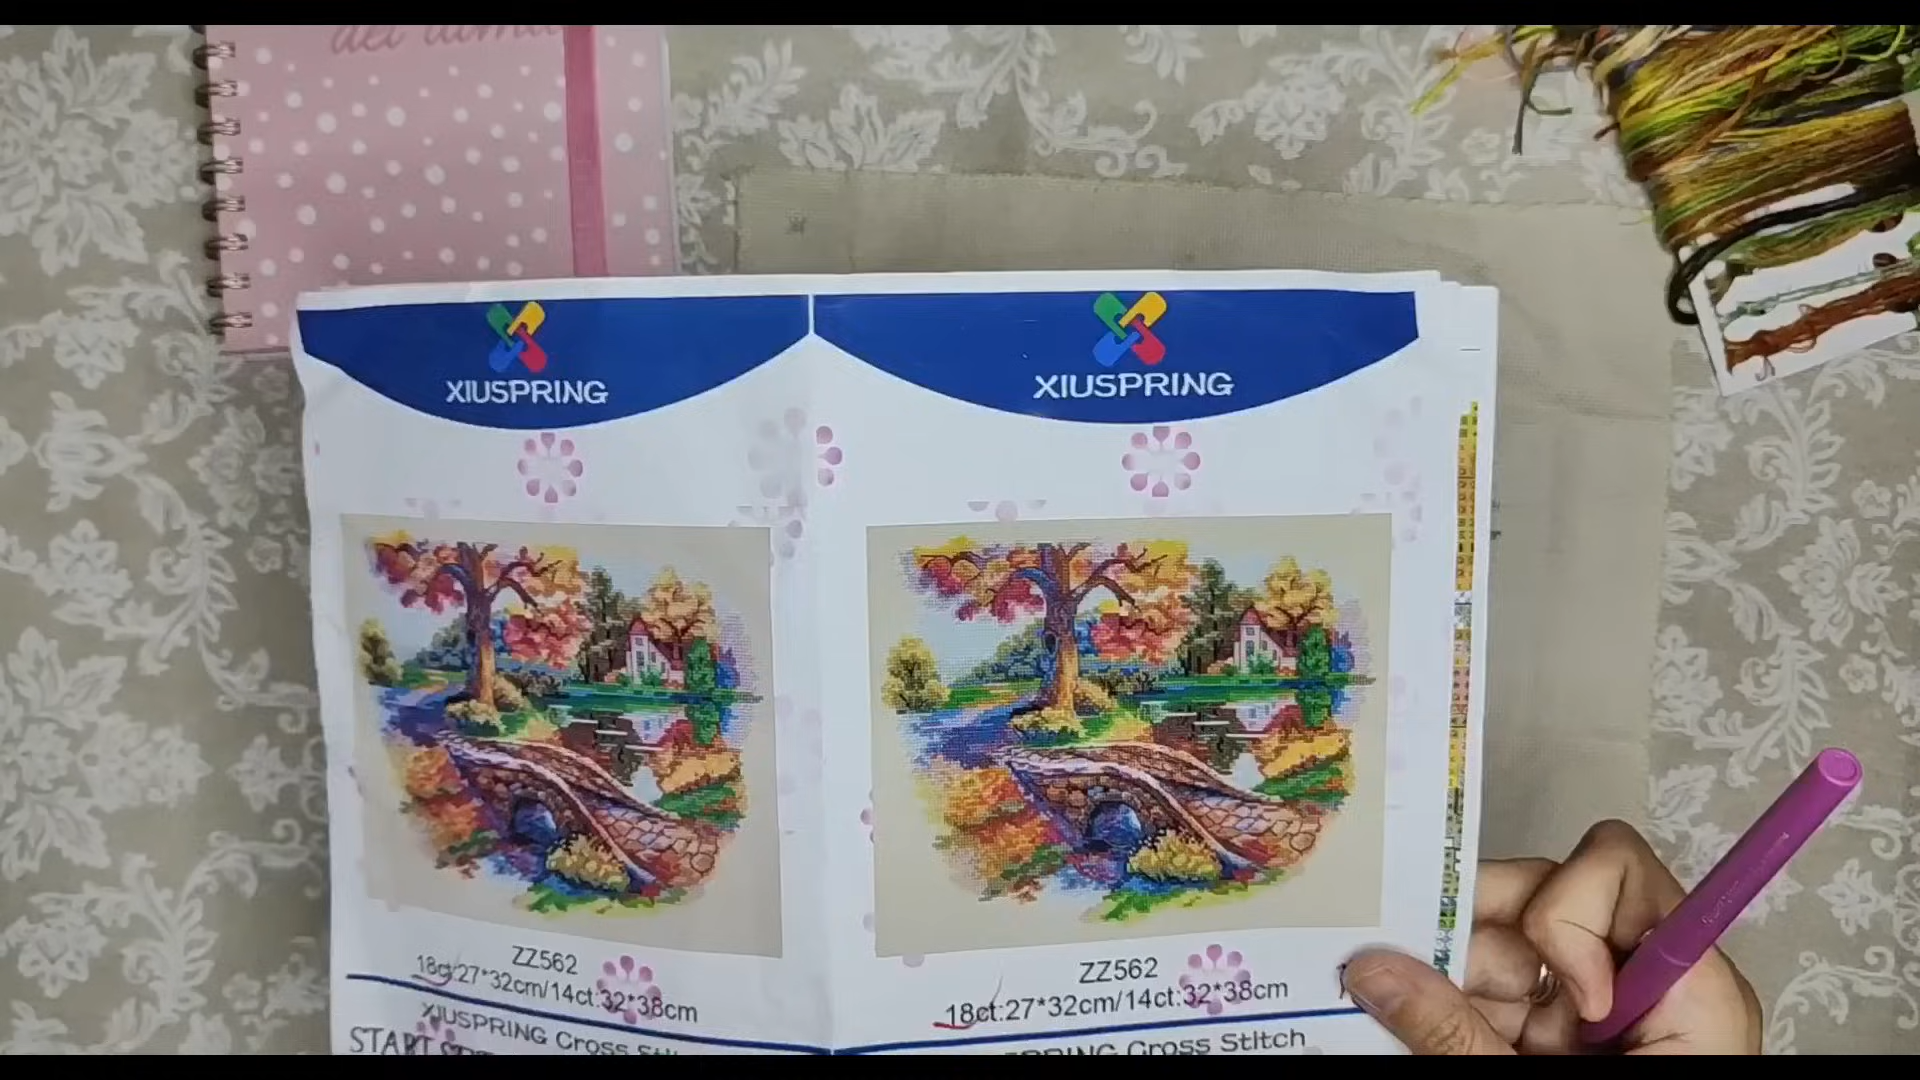 XIUSPRING
ZZ562
18ct:27*32cm/14ct:32*38cm
XIUSPRING Cross
START
XIUSPRING
ZZ562
18ct:27*32cm/14ct:32*38cm
Cross Stitch